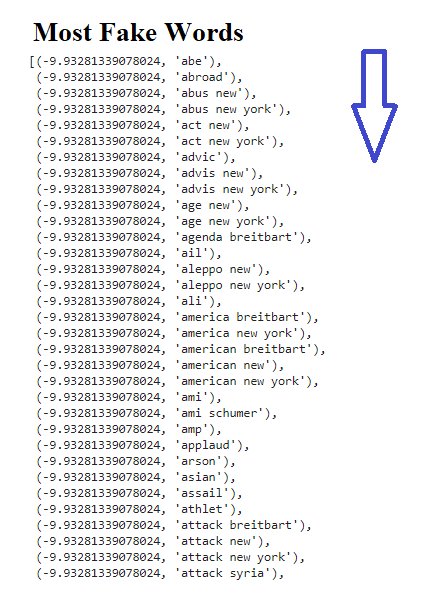 Most Fake Words
[(-9.93281339078024, 'abe'),
(-9.93281339078024, 'abroad'),
(-9.93281339078024, 'abus new'),
(-9.93281339078024, 'abus new york'),
(-9.93281339078024, 'act new'),
(-9.93281339078024, 'act new york'),
(-9.93281339078024, 'advic'),
(-9.93281339078024, 'advis new'),
(-9.93281339078024, 'advis new york'),
(-9.93281339078024, 'age new'),
(-9.93281339078024, 'age new york'),
(-9.93281339078024, 'agenda breitbart'),
(-9.93281339078024, 'ail'),
(-9.93281339078024, 'aleppo new'),
(-9.93281339078024, 'aleppo new york'),
(-9.93281339078024, 'ali'),
(-9.93281339078024, 'america breitbart'),
(-9.93281339078024, 'america new york'),
(-9.93281339078024, 'american breitbart'),
(-9.93281339078024, 'american new'),
(-9.93281339078024, 'american new york'),
(-9.93281339078024, 'ami'),
(-9.93281339078024, 'ami schumer'),
(-9.93281339078024, 'amp'),
(-9.93281339078024, 'applaud'),
(-9.93281339078024, 'arson'),
(-9.93281339078024, 'asian'),
(-9.93281339078024, 'assail'),
(-9.93281339078024, 'athlet'),
(-9.93281339078024, 'attack breitbart'),
(-9.93281339078024, 'attack new'),
(-9.93281339078024, 'attack new york'),
(-9.93281339078024, 'attack syria'),